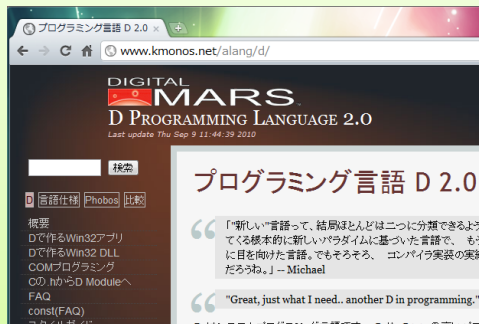 プログラミング言語 D 2.0
www.kmonos.net/alang/d/
DIGITAL
MARS
D PROGRAMMING LANGUAGE 2.0
Last update Thu Sep 9 11:44:39 2010
検索
D 言語仕様 Phobos 比較
概要
Dで作るWin32アプリ
Dで作るWin32 DLL
COMプログラミング
Cの .hからD Moduleへ
FAQ
const(FAQ)
プログラミング言語 D 2.0
「"新しい"言語って、結局ほとんどは二つに分類できるよう
てくる根本的に新しいパラダイムに基づいた言語で、 も
に目を向けた言語。でもそろそろ、 コンパイラ実装の実
だろうね。」 -- Michael
"Great, just what I need.. another D in programming."